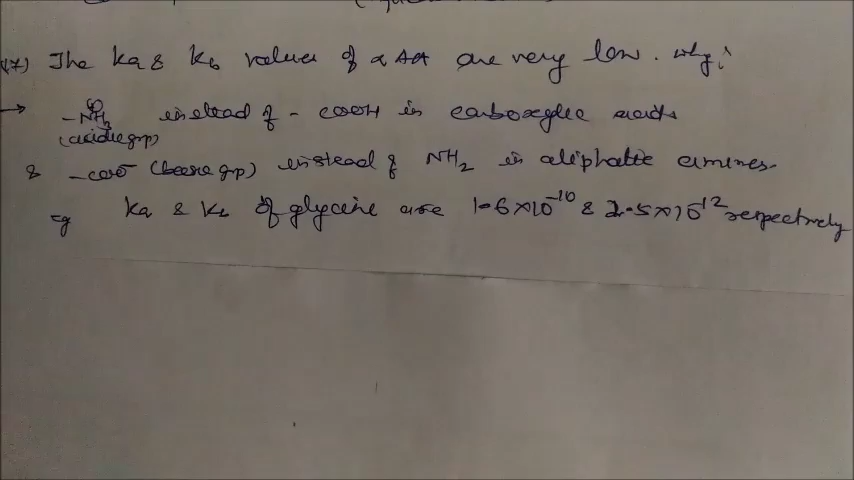 17) The Ka & Kb values of α AA are very low. why?
→ -NH3 instead of - COOH in carboxylic acids
(acidic grp)
& -COO⁻ (basic grp) instead of NH2 in aliphatic amines.
eg Ka & Kb of glycine are 1.6×10⁻¹⁰ & 2.5×10⁻¹² respectively